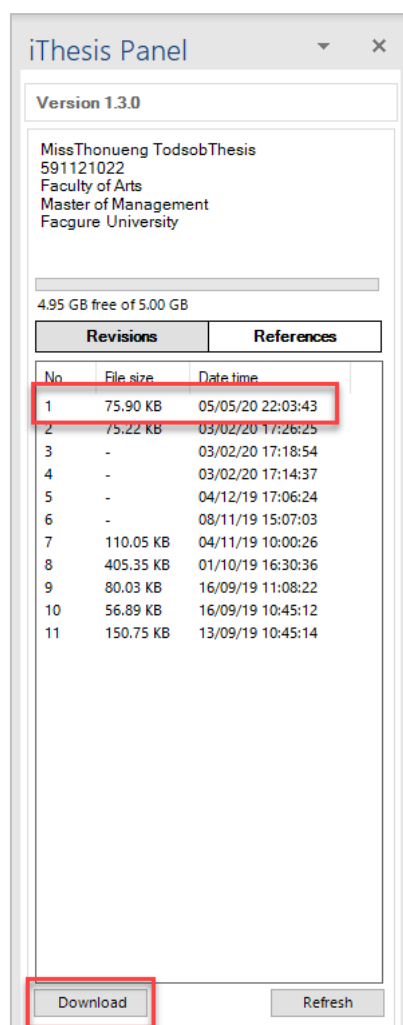 iThesis Panel
Version 1.3.0
MissThonueng TodsobThesis
591121022
Faculty of Arts
Master of Management
Facgure University
4.95 GB free of 5.00 GB
Revisions References
No File size Date time
1 75.90 KB 05/05/20 22:03:43
2 75.22 KB 03/02/20 17:26:25
3 - 03/02/20 17:18:54
4 - 03/02/20 17:14:37
5 - 04/12/19 17:06:24
6 - 08/11/19 15:07:03
7 110.05 KB 04/11/19 10:00:26
8 405.35 KB 01/10/19 16:30:36
9 80.03 KB 16/09/19 11:08:22
10 56.89 KB 16/09/19 10:45:12
11 150.75 KB 13/09/19 10:45:14
Download Refresh